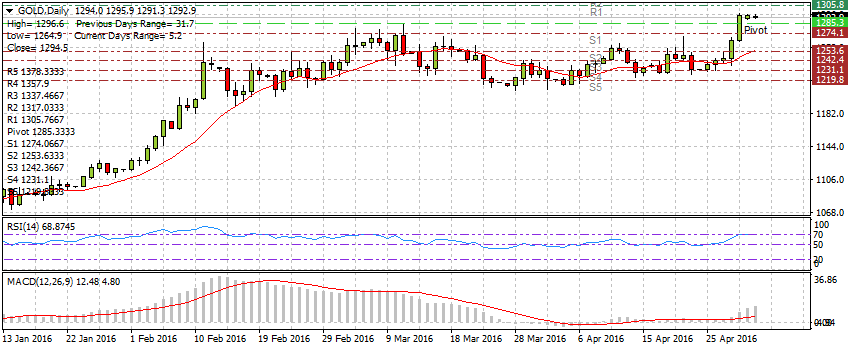 GOLD,Daily 1294.0 1295.9 1291.3 1292.9
High= 1296.6 Previous Days Range= 31.7
Low= 1264.9 Current Days Range= 5.2
Close= 1294.5
R5 1378.3333
R4 1357.9
R3 1337.4667
R2 1317.0333
R1 1305.7667
Pivot 1285.3333
S1 1274.0667
S2 1253.6333
S3 1242.3667
S4 1231.1
R1
Pivot
S1
S5
1305.8
1285.3
1274.1
1253.6
1242.4
1231.1
1219.8
1182.0
1144.0
1106.0
1068.0
RSI(14) 68.8745
100
70
50
20
0
MACD(12,26,9) 12.48 4.80
36.86
13 Jan 2016 22 Jan 2016 1 Feb 2016 10 Feb 2016 19 Feb 2016 29 Feb 2016 9 Mar 2016 18 Mar 2016 28 Mar 2016 6 Apr 2016 15 Apr 2016 25 Apr 2016